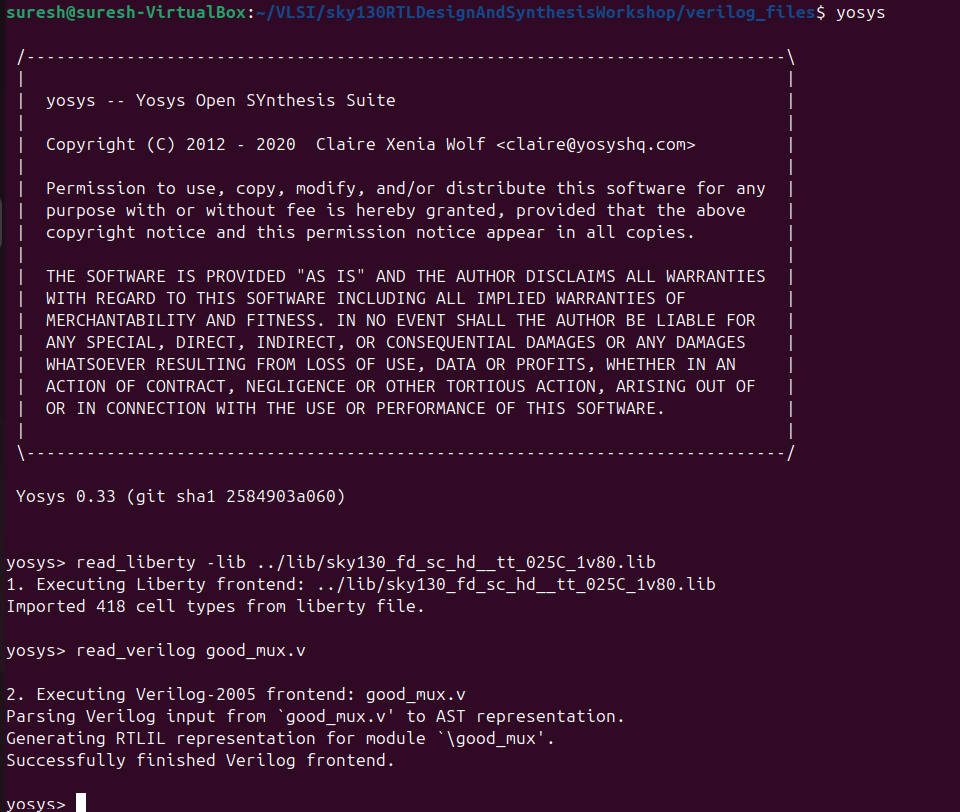 suresh@suresh-VirtualBox:~/VLSI/sky130RTLDesignAndSynthesisWorkshop/verilog_files$ yosys
/----------------------------------------------------------------------------\
|                                                                            |
|  yosys -- Yosys Open SYnthesis Suite                                       |
|                                                                            |
|  Copyright (C) 2012 - 2020  Claire Xenia Wolf <claire@yosyshq.com>         |
|                                                                            |
|  Permission to use, copy, modify, and/or distribute this software for any  |
|  purpose with or without fee is hereby granted, provided that the above    |
|  copyright notice and this permission notice appear in all copies.         |
|                                                                            |
|  THE SOFTWARE IS PROVIDED "AS IS" AND THE AUTHOR DISCLAIMS ALL WARRANTIES  |
|  WITH REGARD TO THIS SOFTWARE INCLUDING ALL IMPLIED WARRANTIES OF          |
|  MERCHANTABILITY AND FITNESS. IN NO EVENT SHALL THE AUTHOR BE LIABLE FOR   |
|  ANY SPECIAL, DIRECT, INDIRECT, OR CONSEQUENTIAL DAMAGES OR ANY DAMAGES    |
|  WHATSOEVER RESULTING FROM LOSS OF USE, DATA OR PROFITS, WHETHER IN AN     |
|  ACTION OF CONTRACT, NEGLIGENCE OR OTHER TORTIOUS ACTION, ARISING OUT OF   |
|  OR IN CONNECTION WITH THE USE OR PERFORMANCE OF THIS SOFTWARE.            |
|                                                                            |
\----------------------------------------------------------------------------/
Yosys 0.33 (git sha1 2584903a060)
yosys> read_liberty -lib ../lib/sky130_fd_sc_hd__tt_025C_1v80.lib
1. Executing Liberty frontend: ../lib/sky130_fd_sc_hd__tt_025C_1v80.lib
Imported 418 cell types from liberty file.
yosys> read_verilog good_mux.v
2. Executing Verilog-2005 frontend: good_mux.v
Parsing Verilog input from `good_mux.v' to AST representation.
Generating RTLIL representation for module `\good_mux'.
Successfully finished Verilog frontend.
yosys>